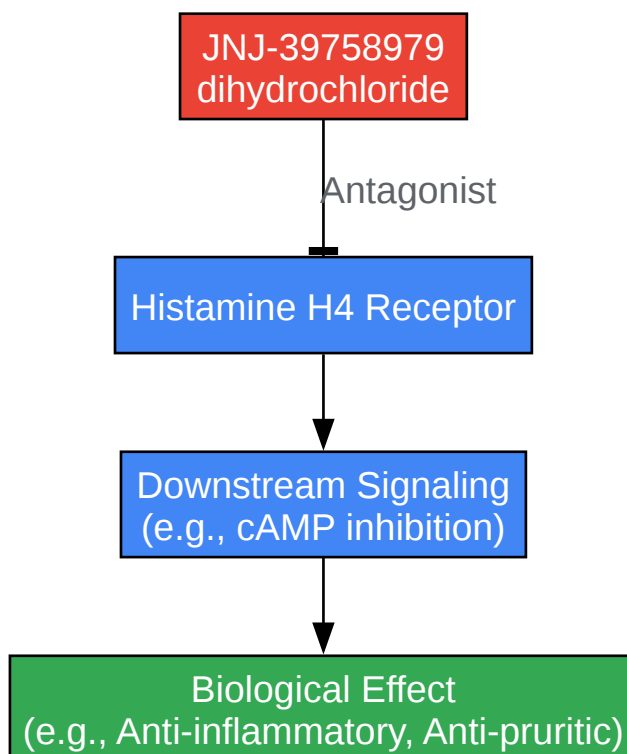 JNJ-39758979
dihydrochloride
Antagonist
Histamine H4 Receptor
Downstream Signaling
(e.g., cAMP inhibition)
Biological Effect
(e.g., Anti-inflammatory, Anti-pruritic)